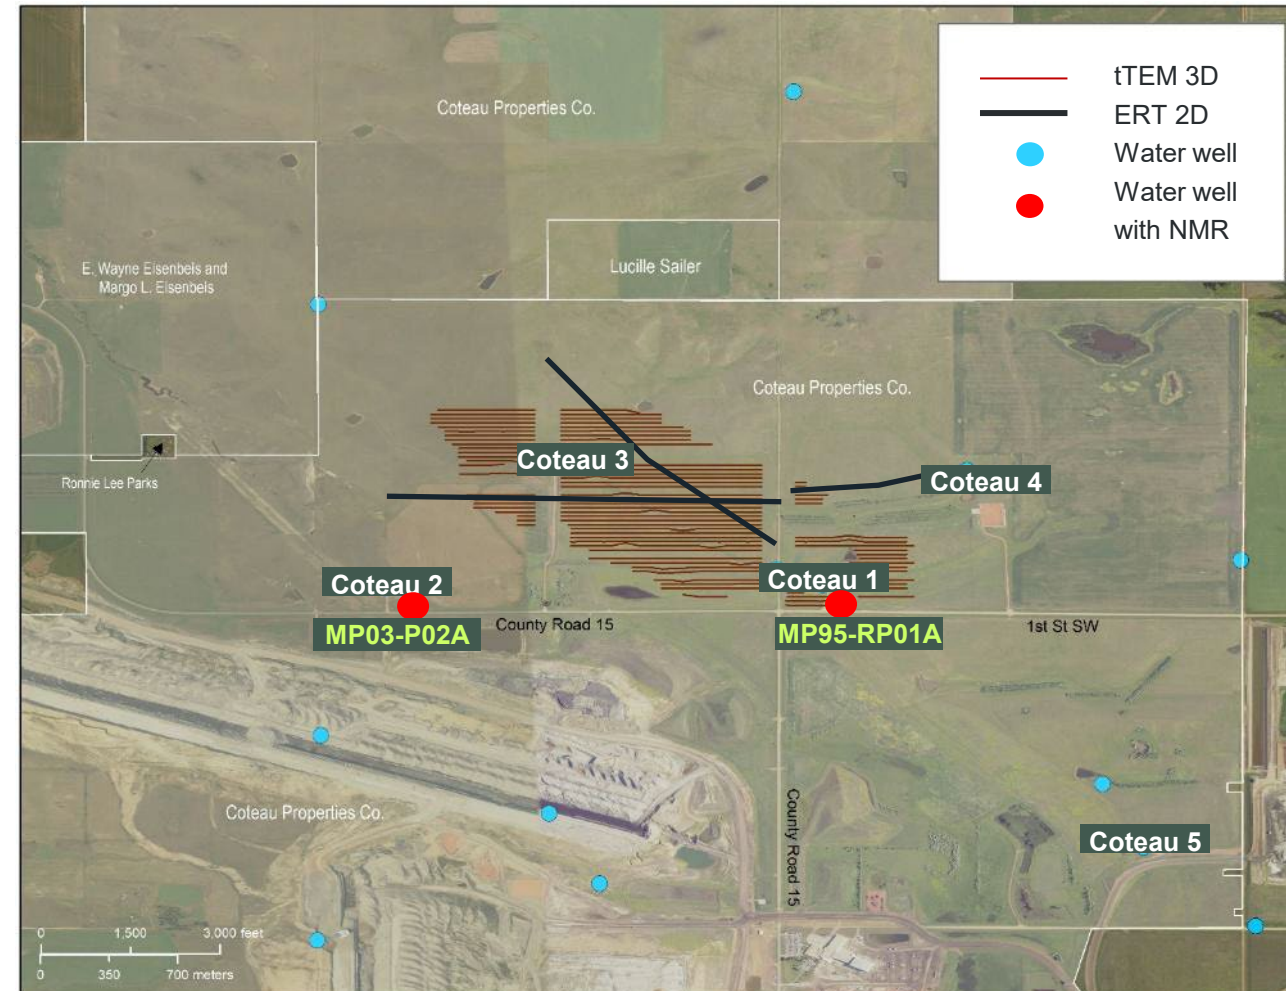 tTEM 3D
ERT 2D
Water well
Water well
with NMR
Coteau Properties Co.
Lucille Sailer
E. Wayne Eisenbeis and
Margo L. Eisenbeis
Coteau Properties Co.
Coteau 3
Ronnie Lee Parks
Coteau 4
Coteau 2
Coteau 1
MP03-P02A
County Road 15
MP95-RP01A
1st St SW
County Road 15
Coteau Properties Co.
Coteau 5
0 1,500 3,000 feet
0 350 700 meters